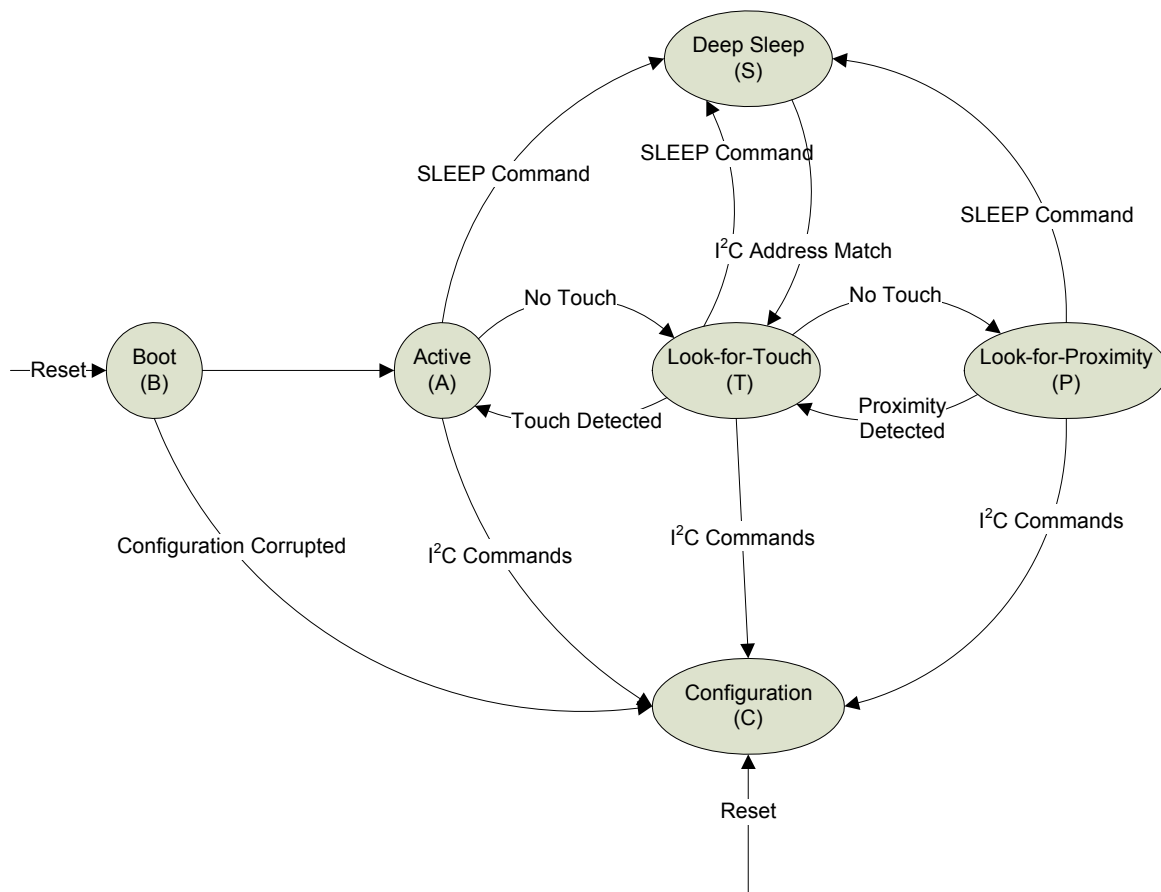 Deep Sleep
(S)
SLEEP Command
SLEEP Command
SLEEP Command
I²C Address Match
No Touch
No Touch
Reset
Boot
(B)
Active
(A)
Look-for-Touch
(T)
Look-for-Proximity
(P)
Touch Detected
Proximity
Detected
Configuration Corrupted
I²C Commands
I²C Commands
I²C Commands
Configuration
(C)
Reset